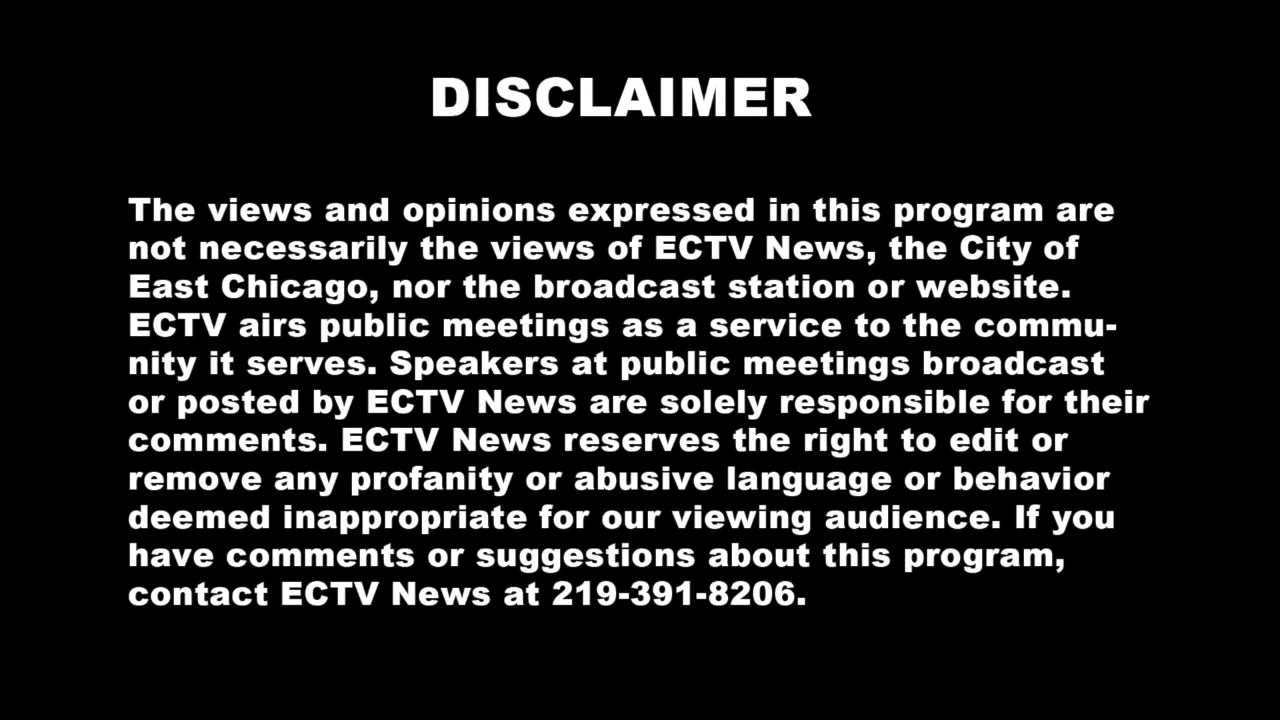 DISCLAIMER
The views and opinions expressed in this program are
not necessarily the views of ECTV News, the City of
East Chicago, nor the broadcast station or website.
ECTV airs public meetings as a service to the commu-
nity it serves. Speakers at public meetings broadcast
or posted by ECTV News are solely responsible for their
comments. ECTV News reserves the right to edit or
remove any profanity or abusive language or behavior
deemed inappropriate for our viewing audience. If you
have comments or suggestions about this program,
contact ECTV News at 219-391-8206.